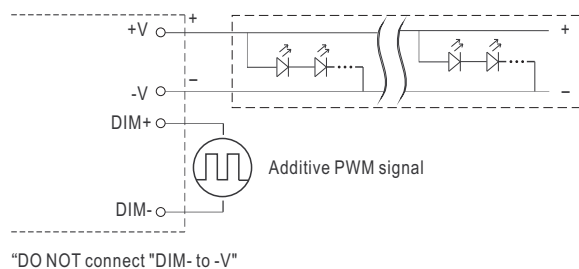 +V
+
+
-V
−
−
DIM+
Additive PWM signal
DIM-
“DO NOT connect "DIM- to -V"